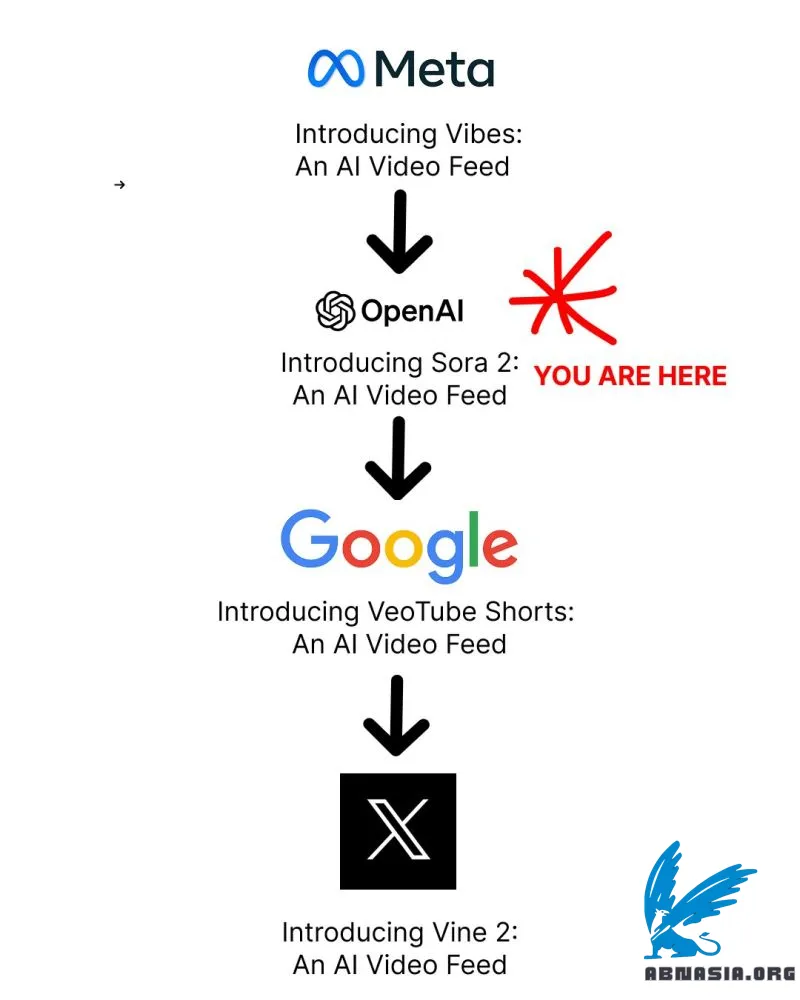 Meta
Introducing Vibes:
An AI Video Feed
→
OpenAI
Introducing Sora 2:
An AI Video Feed
YOU ARE HERE
Google
Introducing VeoTube Shorts:
An AI Video Feed
X
Introducing Vine 2:
An AI Video Feed
ABNASIA.ORG